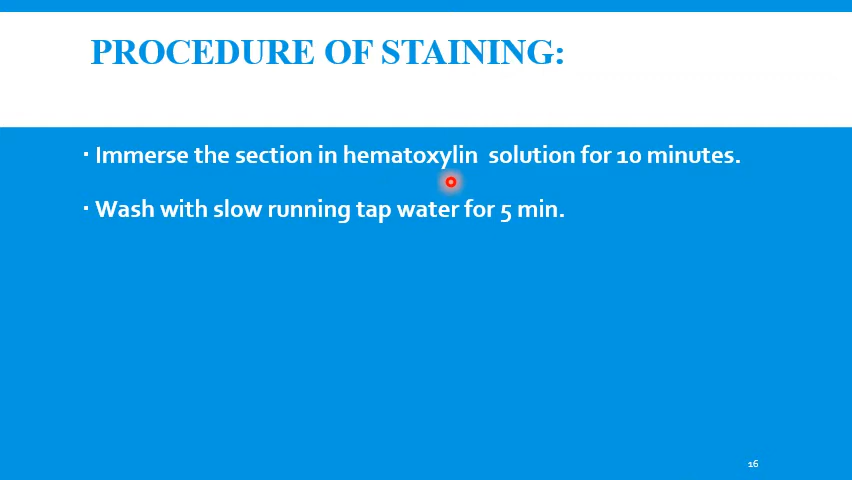 PROCEDURE OF STAINING:
▪ Immerse the section in hematoxylin  solution for 10 minutes.
▪ Wash with slow running tap water for 5 min.
16